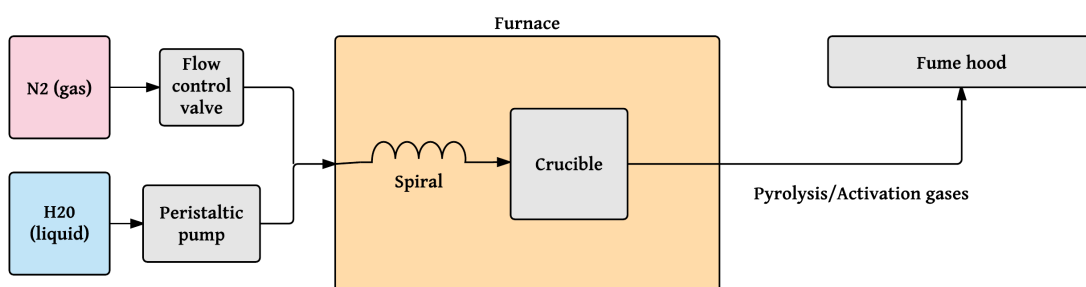 Furnace
N2 (gas)
Flow
control
valve
Fume hood
Spiral
Crucible
Pyrolysis/Activation gases
H20
(liquid)
Peristaltic
pump